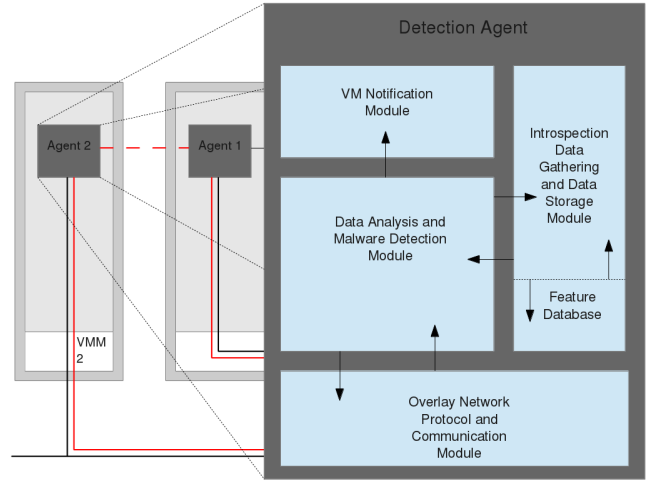 Detection Agent
VM Notification
Module
Introspection
Data
Gathering
and Data
Storage
Module
Agent 2
Agent 1
Data Analysis and
Malware Detection
Module
Feature
Database
VMM
2
Overlay Network
Protocol and
Communication
Module